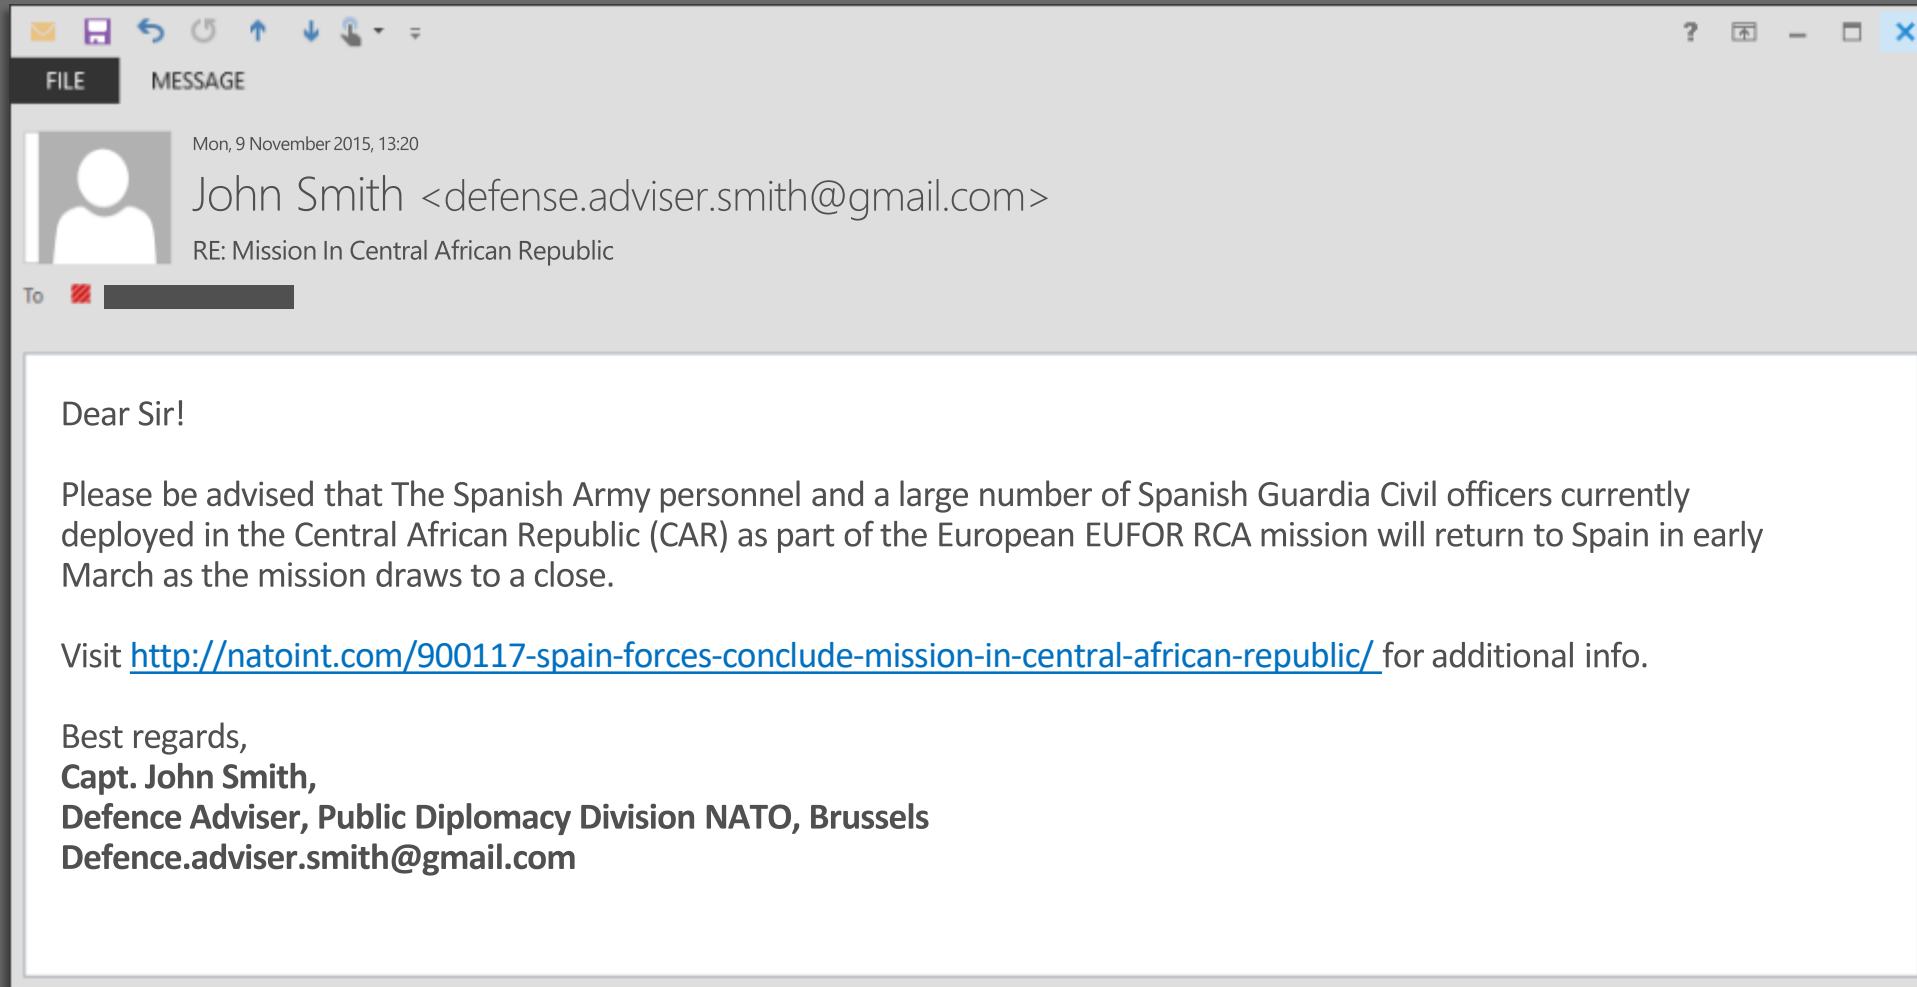 ?
FILE MESSAGE
Mon, 9 November 2015, 13:20
John Smith <defense.adviser.smith@gmail.com>
RE: Mission In Central African Republic
To
Dear Sir!
Please be advised that The Spanish Army personnel and a large number of Spanish Guardia Civil officers currently
deployed in the Central African Republic (CAR) as part of the European EUFOR RCA mission will return to Spain in early
March as the mission draws to a close.
Visit http://natoint.com/900117-spain-forces-conclude-mission-in-central-african-republic/ for additional info.
Best regards,
Capt. John Smith,
Defence Adviser, Public Diplomacy Division NATO, Brussels
Defence.adviser.smith@gmail.com